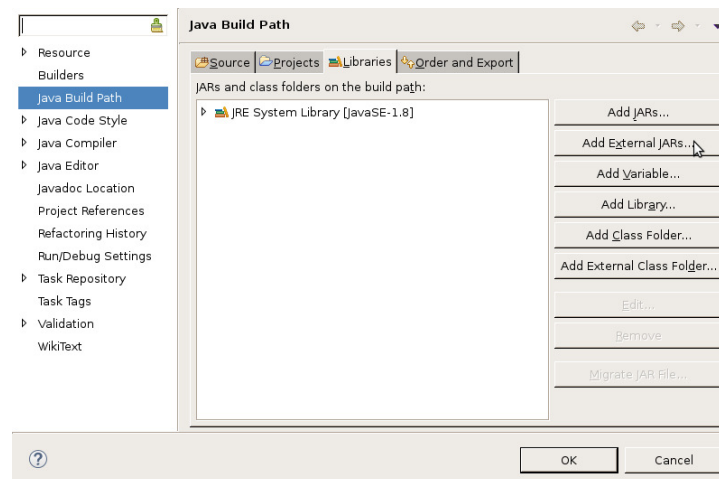 Java Build Path
Resource
Builders
Java Build Path
Java Code Style
Java Compiler
Java Editor
Javadoc Location
Project References
Refactoring History
Run/Debug Settings
Task Repository
Task Tags
Validation
WikiText
Source Projects Libraries Order and Export
JARs and class folders on the build path:
JRE System Library [JavaSE-1.8]
Add JARs...
Add External JARs...
Add Variable...
Add Library...
Add Class Folder...
Add External Class Folder...
Edit...
Remove
Migrate JAR File...
?
OK Cancel